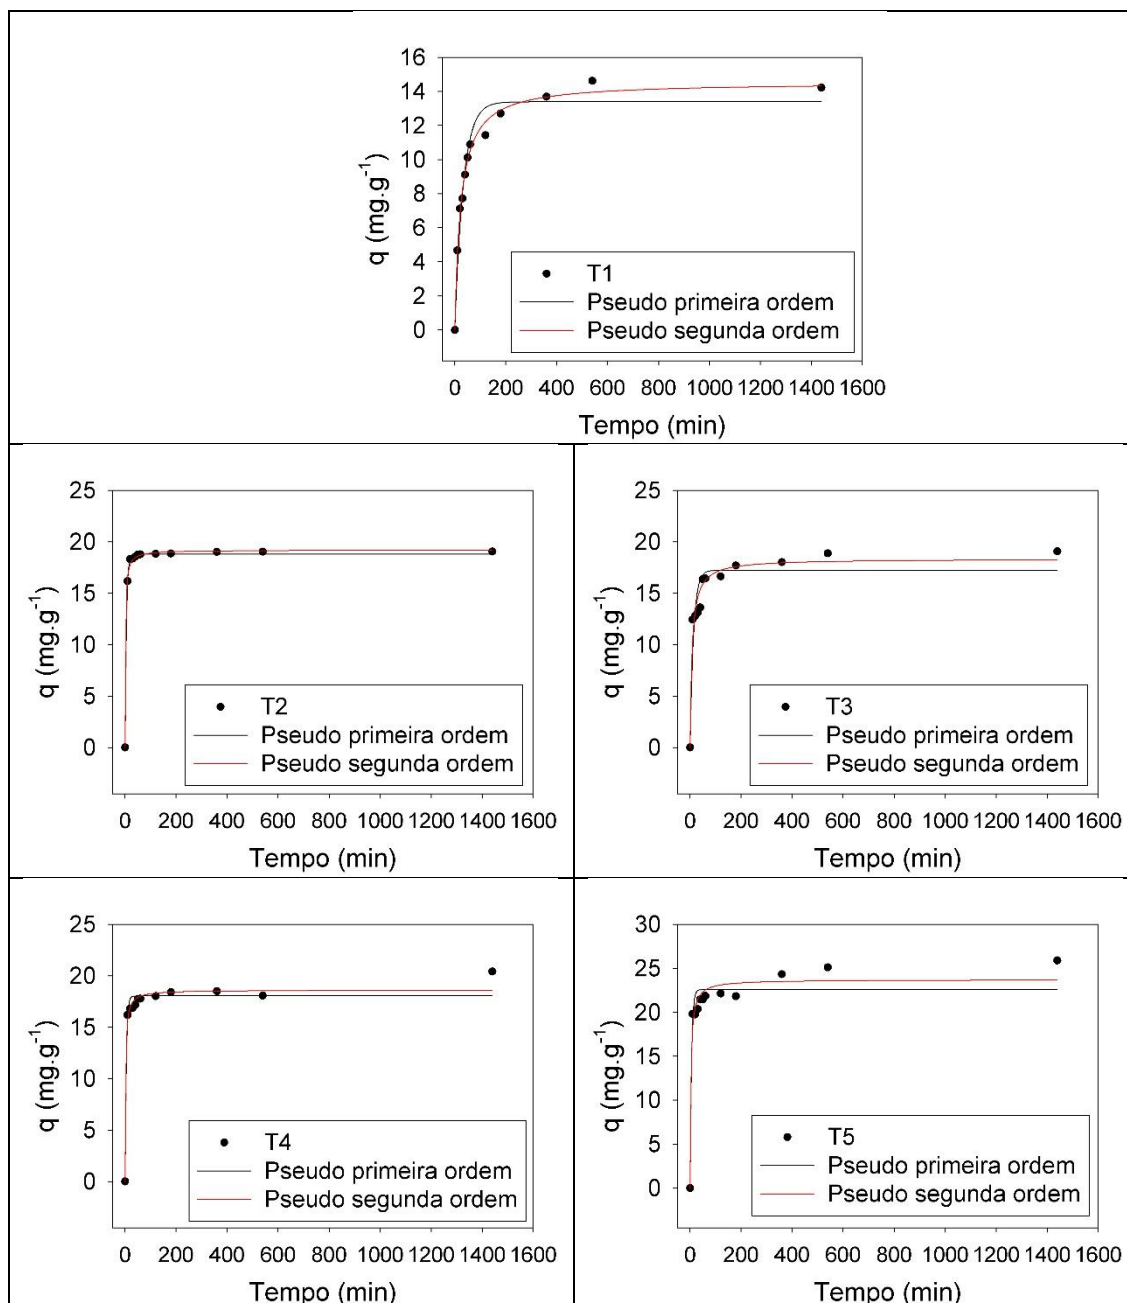 16
14
12
10
8
6
4
2
0
q (mg.g-1)
T1
Pseudo primeira ordem
Pseudo segunda ordem
0 200 400 600 800 1000 1200 1400 1600
Tempo (min)
25
20
15
10
5
0
q (mg.g-1)
T2
Pseudo primeira ordem
Pseudo segunda ordem
0 200 400 600 800 1000 1200 1400 1600
Tempo (min)
25
20
15
10
5
0
q (mg.g-1)
T3
Pseudo primeira ordem
Pseudo segunda ordem
0 200 400 600 800 1000 1200 1400 1600
Tempo (min)
25
20
15
10
5
0
q (mg.g-1)
T4
Pseudo primeira ordem
Pseudo segunda ordem
0 200 400 600 800 1000 1200 1400 1600
Tempo (min)
30
25
20
15
10
5
0
q (mg.g-1)
T5
Pseudo primeira ordem
Pseudo segunda ordem
0 200 400 600 800 1000 1200 1400 1600
Tempo (min)